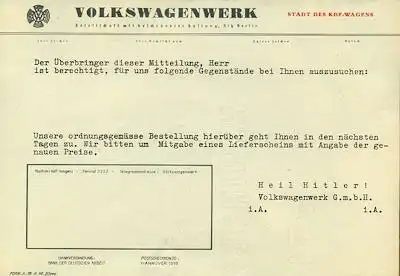 VOLKSWAGENWERK
STADT DES KDF-WAGENS
Gesellschaft mit beschränkter Haftung, Sitz Berlin
Der Überbringer dieser Mitteilung, Herr
ist berechtigt, für uns folgende Gegenstände bei Ihnen auszusuchen:
Unsere ordnungsgemässe Bestellung hierüber geht Ihnen in den nächsten
Tagen zu. Wir bitten um Mitgabe eines Lieferscheins mit Angabe der ge-
nauen Preise.
Heil Hitler!
Volkswagenwerk G.m.b.H.
i.A. i.A.
BANKVERBINDUNG:
BANK DER DEUTSCHEN ARBEIT
POSTSCHECKKONTO:
HANNOVER